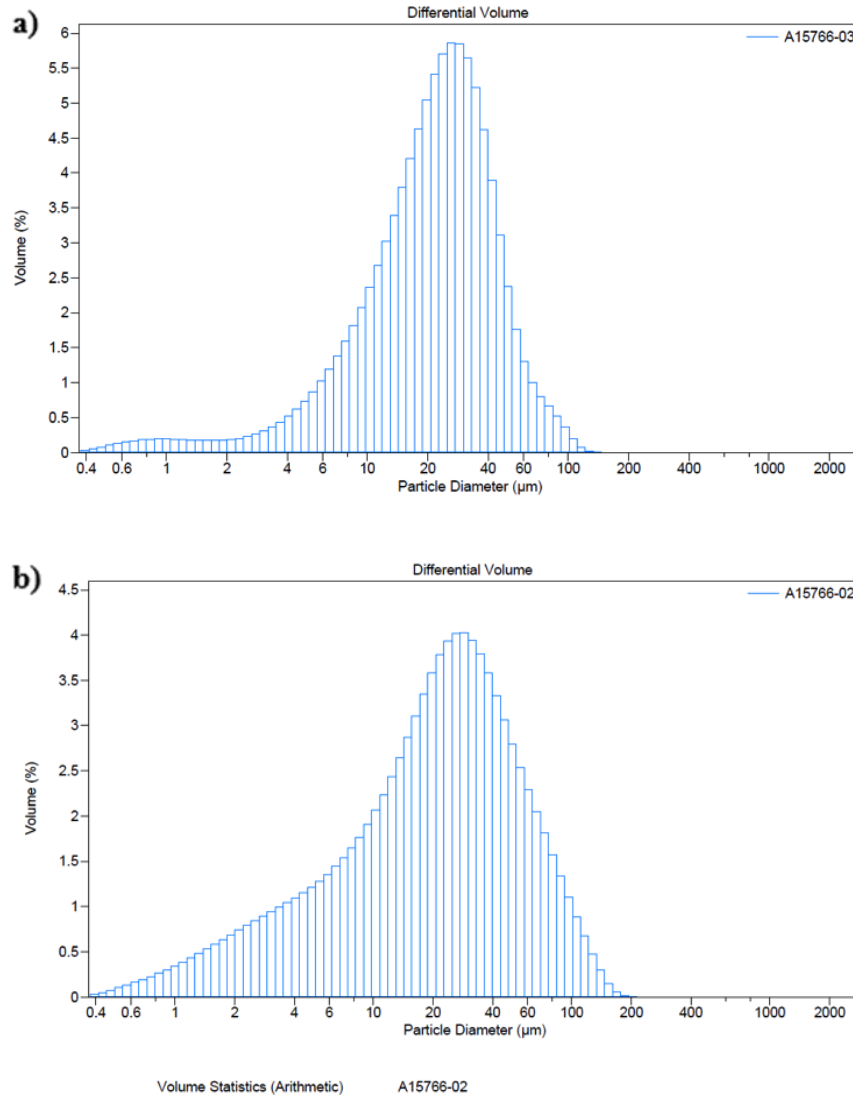 a)
Differential Volume
A15766-03
6
5.5
5
4.5
4
3.5
3
2.5
2
1.5
1
0.5
0
Volume (%)
0.4 0.6 1 2 4 6 10 20 40 60 100 200 400 1000 2000
Particle Diameter (µm)
b)
Differential Volume
A15766-02
4.5
4
3.5
3
2.5
2
1.5
1
0.5
0
Volume (%)
0.4 0.6 1 2 4 6 10 20 40 60 100 200 400 1000 2000
Particle Diameter (µm)
Volume Statistics (Arithmetic) A15766-02